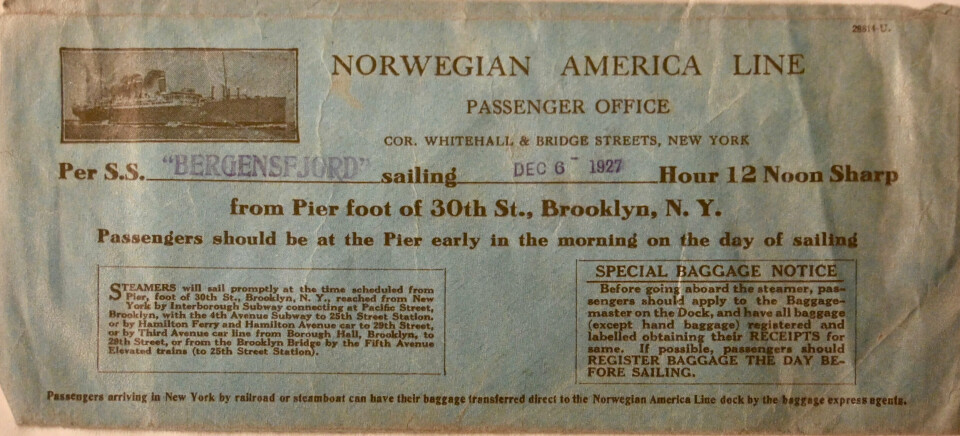 28814-U.
NORWEGIAN AMERICA LINE
PASSENGER OFFICE
COR. WHITEHALL & BRIDGE STREETS, NEW YORK
Per S.S. "BERGENSFJORD" sailing DEC 6 - 1927 Hour 12 Noon Sharp
from Pier foot of 30th St., Brooklyn, N. Y.
Passengers should be at the Pier early in the morning on the day of sailing
STEAMERS will sail promptly at the time scheduled from
Pier, foot of 30th St., Brooklyn, N. Y., reached from New
York by Interborough Subway connecting at Pacific Street,
Brooklyn, with the 4th Avenue Subway to 25th Street Station,
or by Hamilton Ferry and Hamilton Avenue car to 29th Street,
or by Third Avenue car line from Borough Hall, Brooklyn, to
28th Street, or from the Brooklyn Bridge by the Fifth Avenue
Elevated trains (to 25th Street Station).
SPECIAL BAGGAGE NOTICE
Before going aboard the steamer, pas-
sengers should apply to the Baggage-
master on the Dock, and have all baggage
(except hand baggage) registered and
labelled obtaining their RECEIPTS for
same. If possible, passengers should
REGISTER BAGGAGE THE DAY BE-
FORE SAILING.
Passengers arriving in New York by railroad or steamboat can have their baggage transferred direct to the Norwegian America Line dock by the baggage express agents.